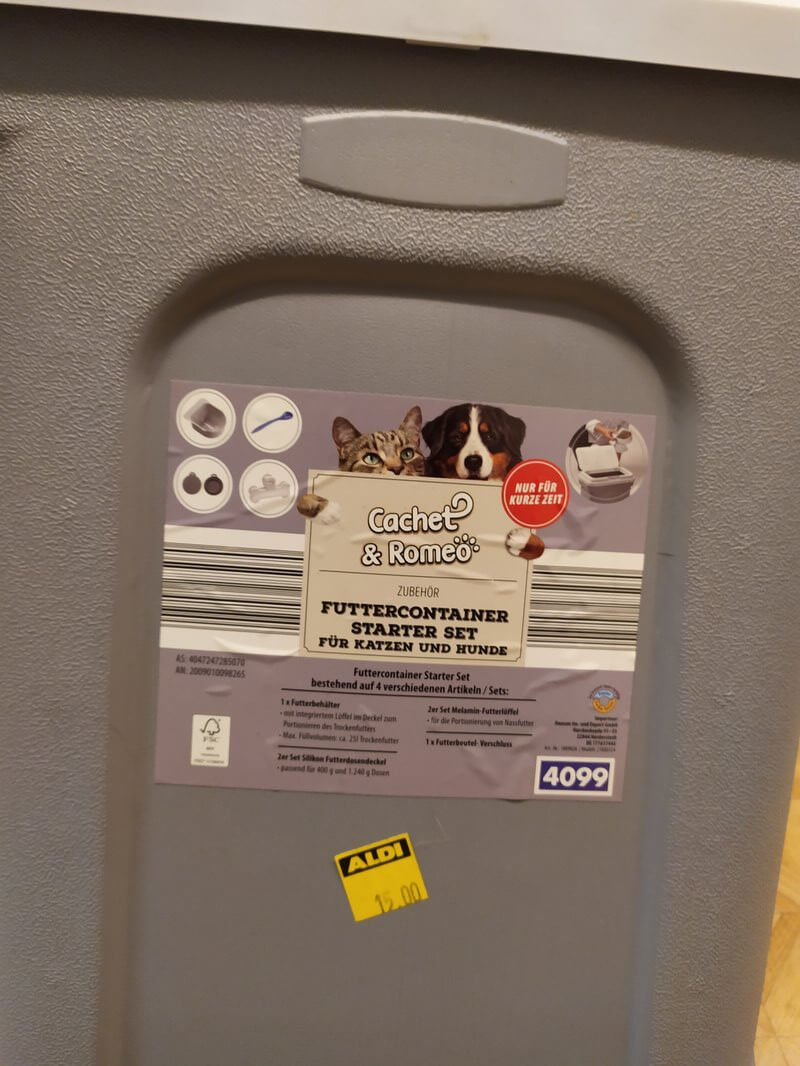 NUR FÜR
KURZE ZEIT
Cachet
& Romeo
ZUBEHÖR
FUTTERCONTAINER
STARTER SET
FÜR KATZEN UND HUNDE
AS: 4047247285070
AN: 2009010098265
Futtercontainer Starter Set
bestehend auf 4 verschiedenen Artikeln / Sets:
1 x Futterbehälter
- mit integriertem Löffel im Deckel zum
Portionieren des Trockenfutters
- Max. Füllvolumen: ca. 25l Trockenfutter
2er Set Silikon Futterdosendeckel
- passend für 400 g und 1.240 g Dosen
2er Set Melamin-Futterlöffel
- für die Portionierung von Nassfutter
1 x Futterbeutel- Verschluss
FSC
Importeur:
4099
ALDI
15.00